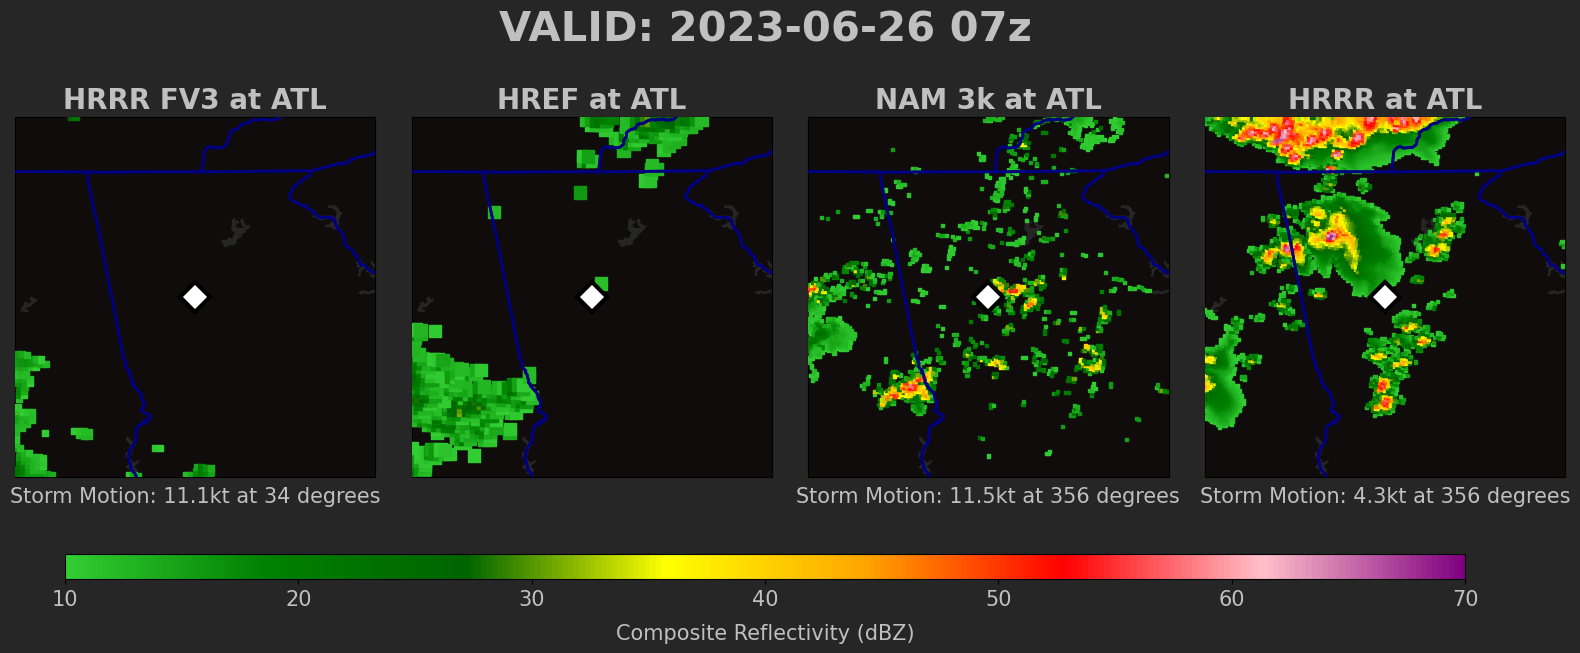 VALID: 2023-06-26 07z
HRRR FV3 at ATL
HREF at ATL
NAM 3k at ATL
HRRR at ATL
Storm Motion: 11.1kt at 34 degrees
Storm Motion: 11.5kt at 356 degrees
Storm Motion: 4.3kt at 356 degrees
10 20 30 40 50 60 70
Composite Reflectivity (dBZ)